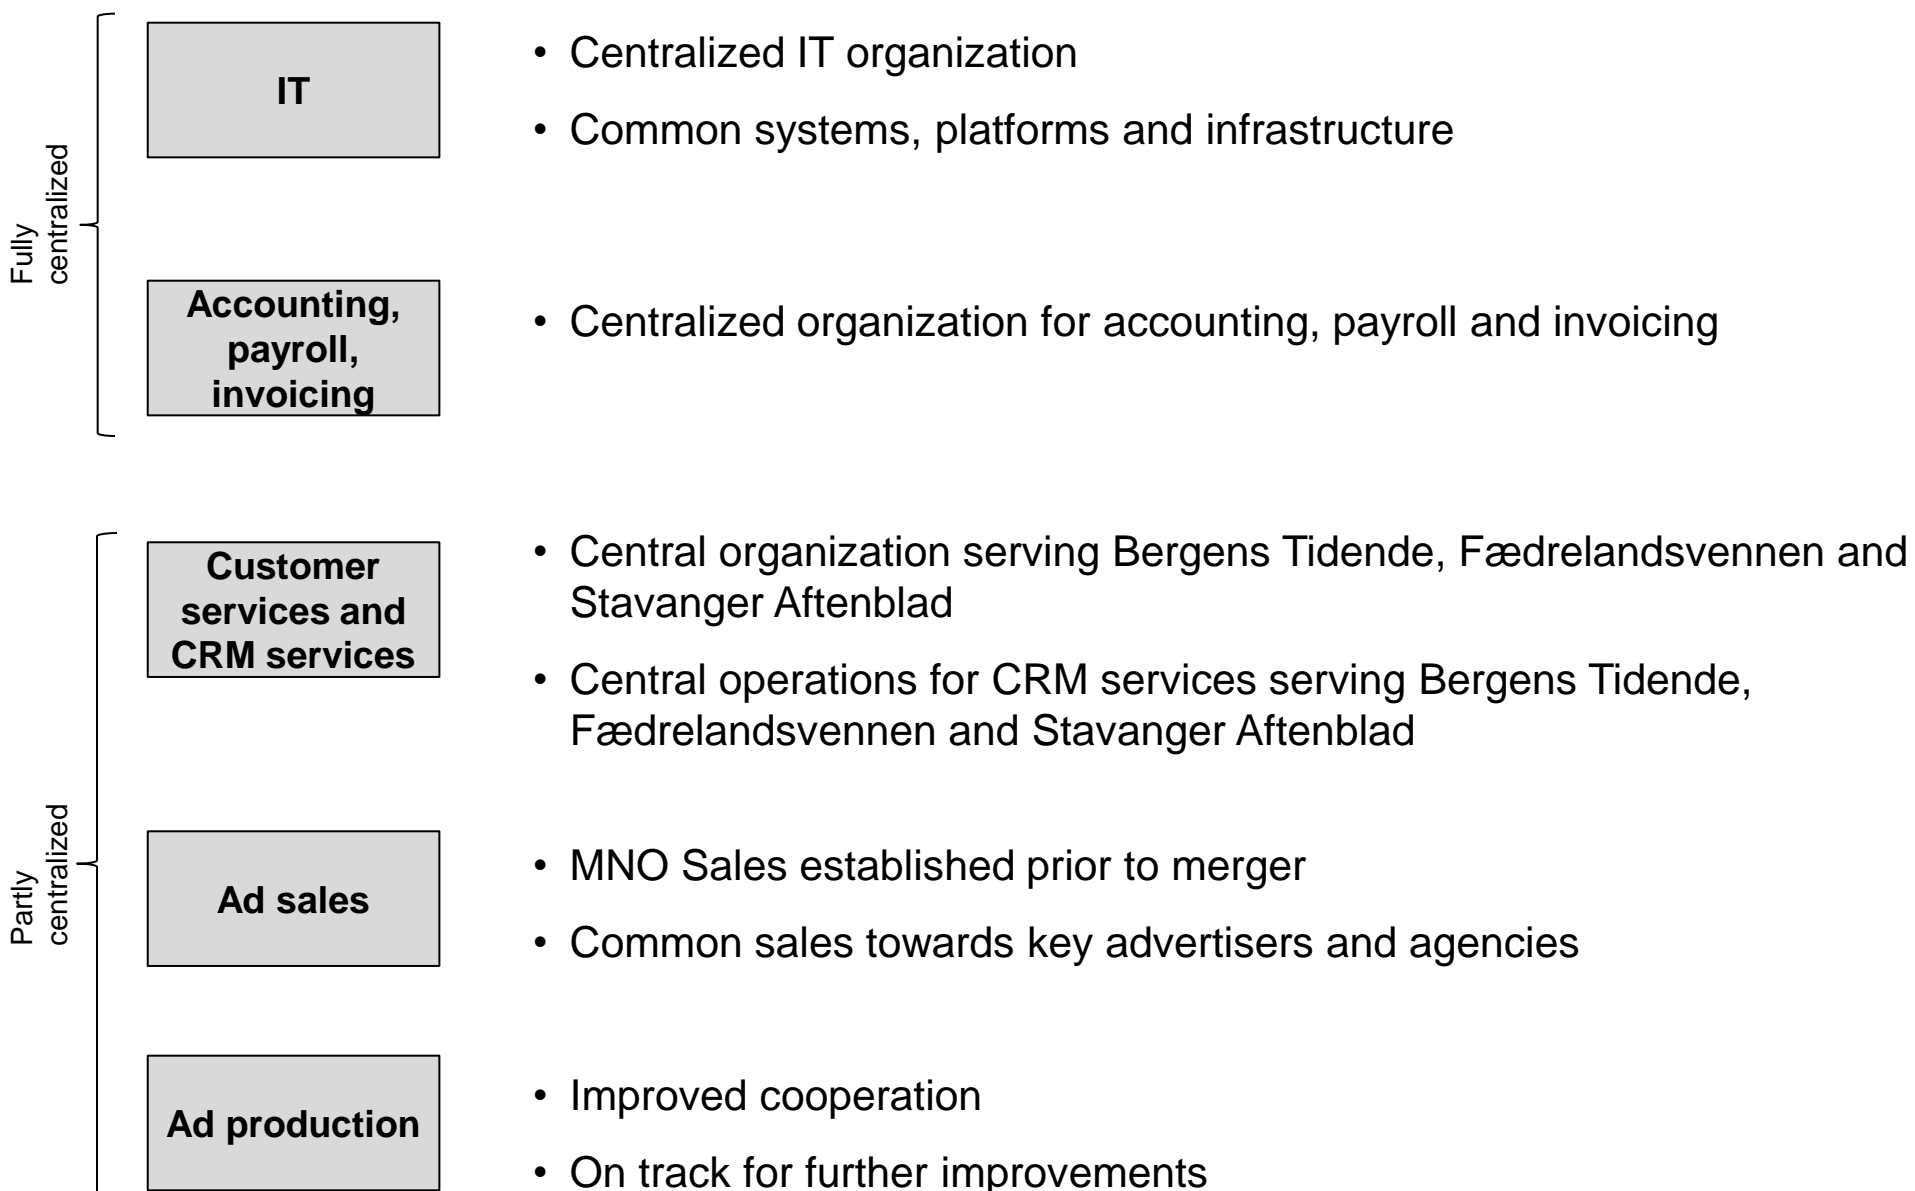 Fully
centralized
IT
• Centralized IT organization
• Common systems, platforms and infrastructure
Accounting,
payroll,
invoicing
• Centralized organization for accounting, payroll and invoicing
Partly
centralized
Customer
services and
CRM services
• Central organization serving Bergens Tidende, Fædrelandsvennen and
Stavanger Aftenblad
• Central operations for CRM services serving Bergens Tidende,
Fædrelandsvennen and Stavanger Aftenblad
Ad sales
• MNO Sales established prior to merger
• Common sales towards key advertisers and agencies
Ad production
• Improved cooperation
• On track for further improvements